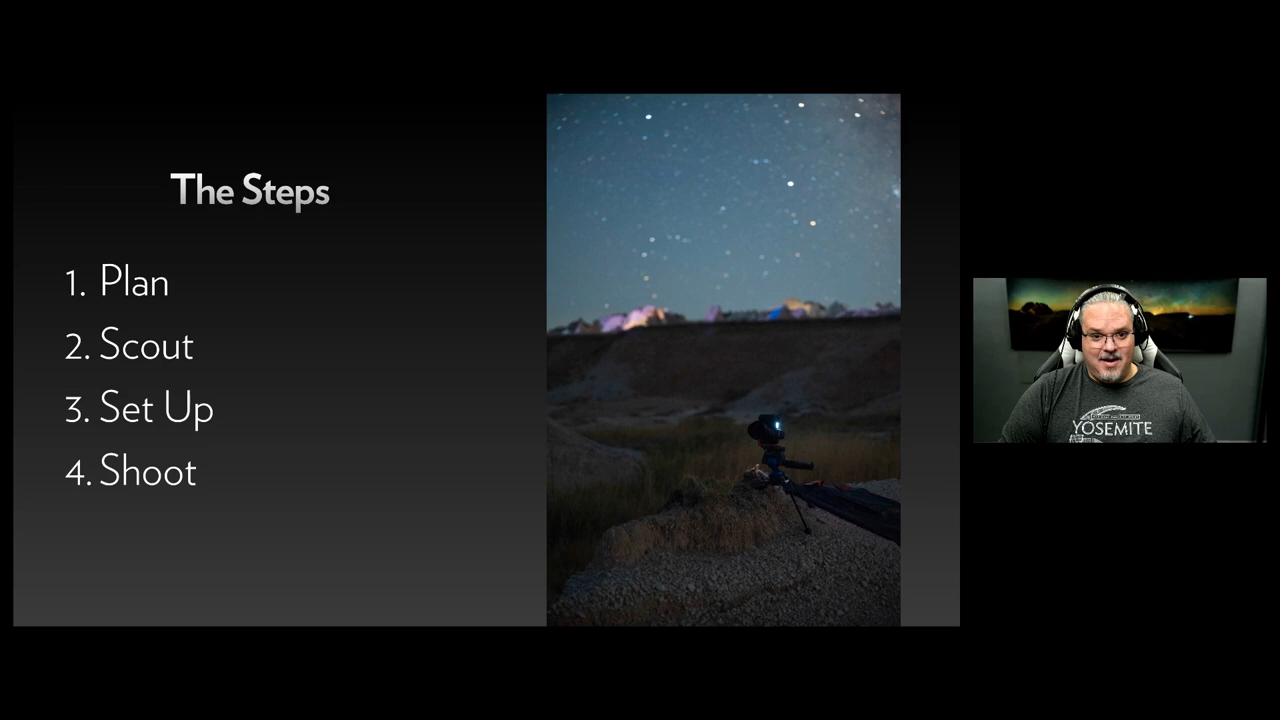 The Steps
1. Plan
2. Scout
3. Set Up
4. Shoot
YOSEMITE